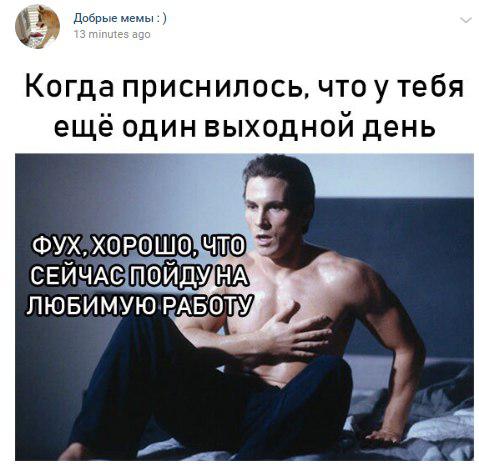 Добрые мемы : )
13 minutes ago
Когда приснилось, что у тебя
ещё один выходной день
ФУХ, ХОРОШО, ЧТО
СЕЙЧАС ПОЙДУ НА
ЛЮБИМУЮ РАБОТУ